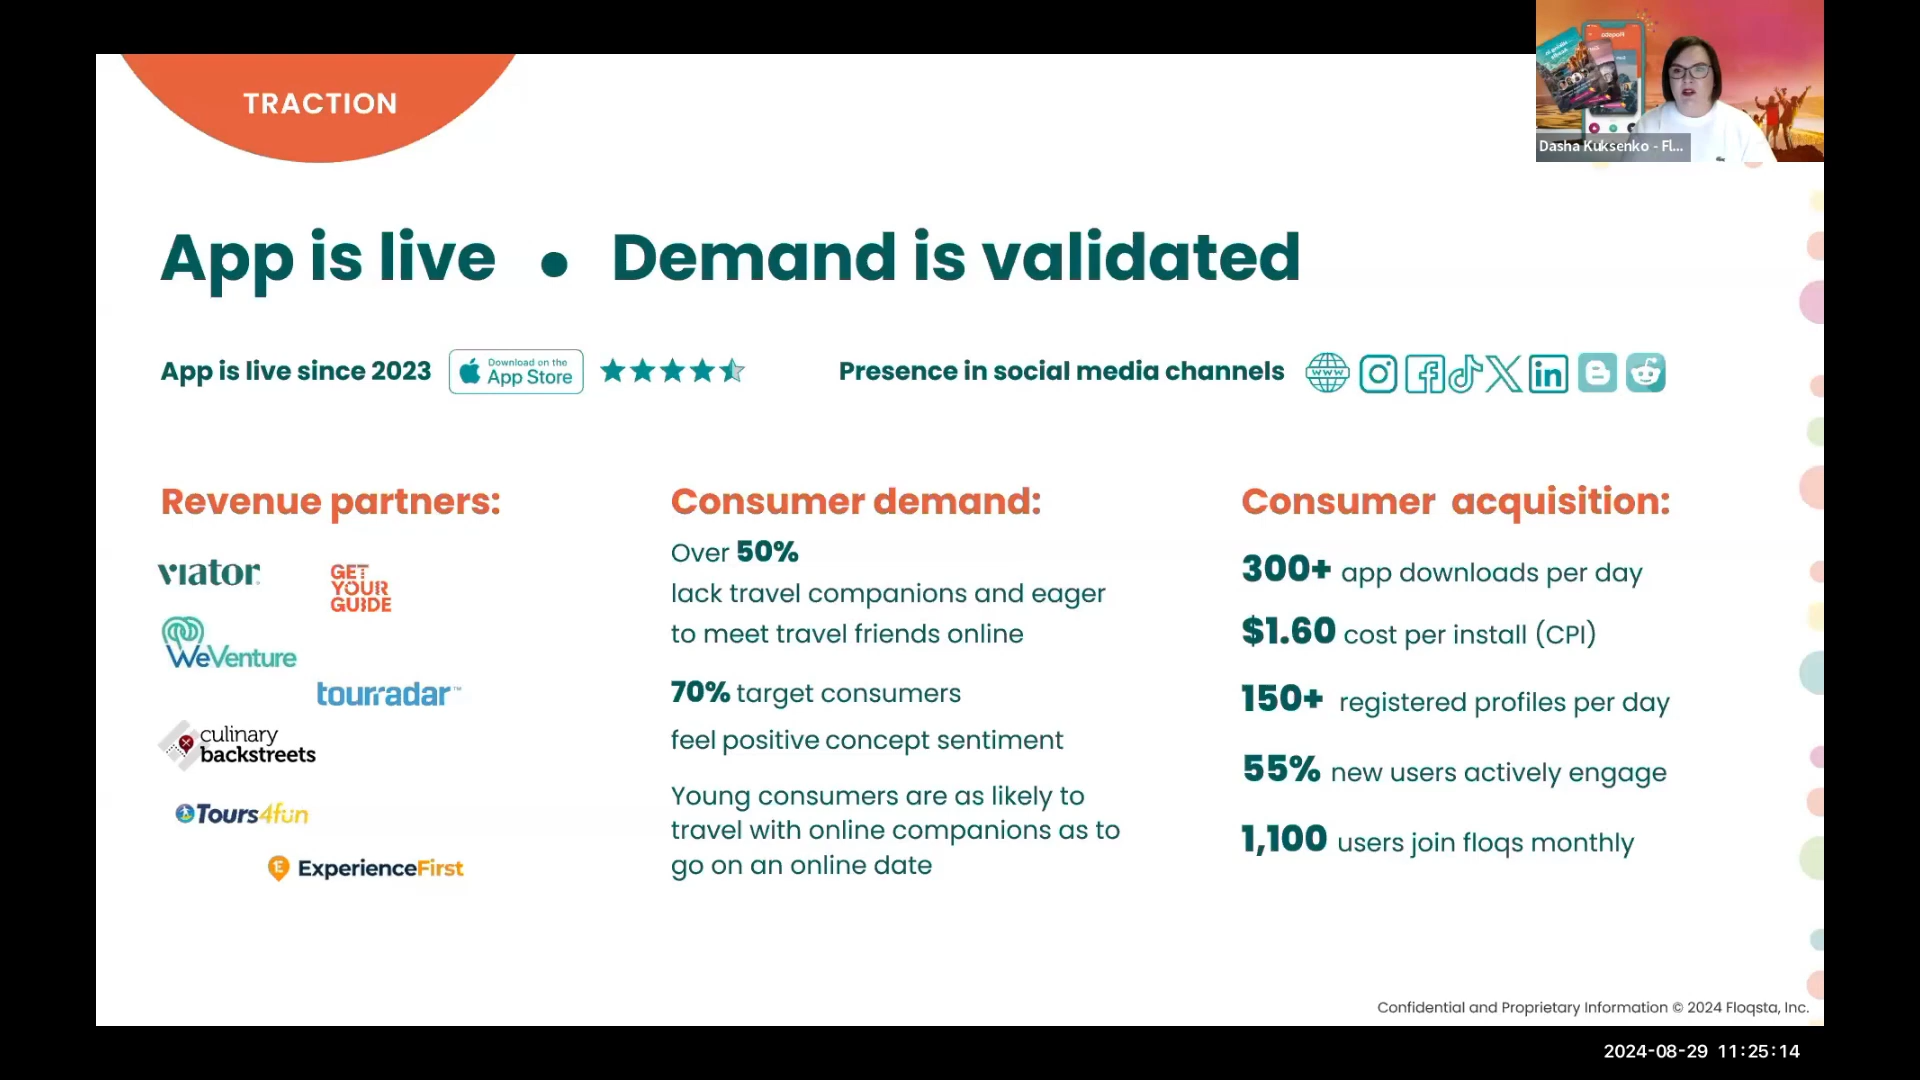 TRACTION
Dasha Kuksenko - Fl...
App is live • Demand is validated
App is live since 2023
Download on the
App Store
Presence in social media channels
www
Revenue partners:
viator
GET
YOUR
GUIDE
WeVenture
tourradar™
culinary
backstreets
Tours4fun
ExperienceFirst
Consumer demand:
Over 50%
lack travel companions and eager
to meet travel friends online
70% target consumers
feel positive concept sentiment
Young consumers are as likely to
travel with online companions as to
go on an online date
Consumer acquisition:
300+ app downloads per day
$1.60 cost per install (CPI)
150+ registered profiles per day
55% new users actively engage
1,100 users join floqs monthly
Confidential and Proprietary Information © 2024 Floqsta, Inc.
2024-08-29 11:25:14